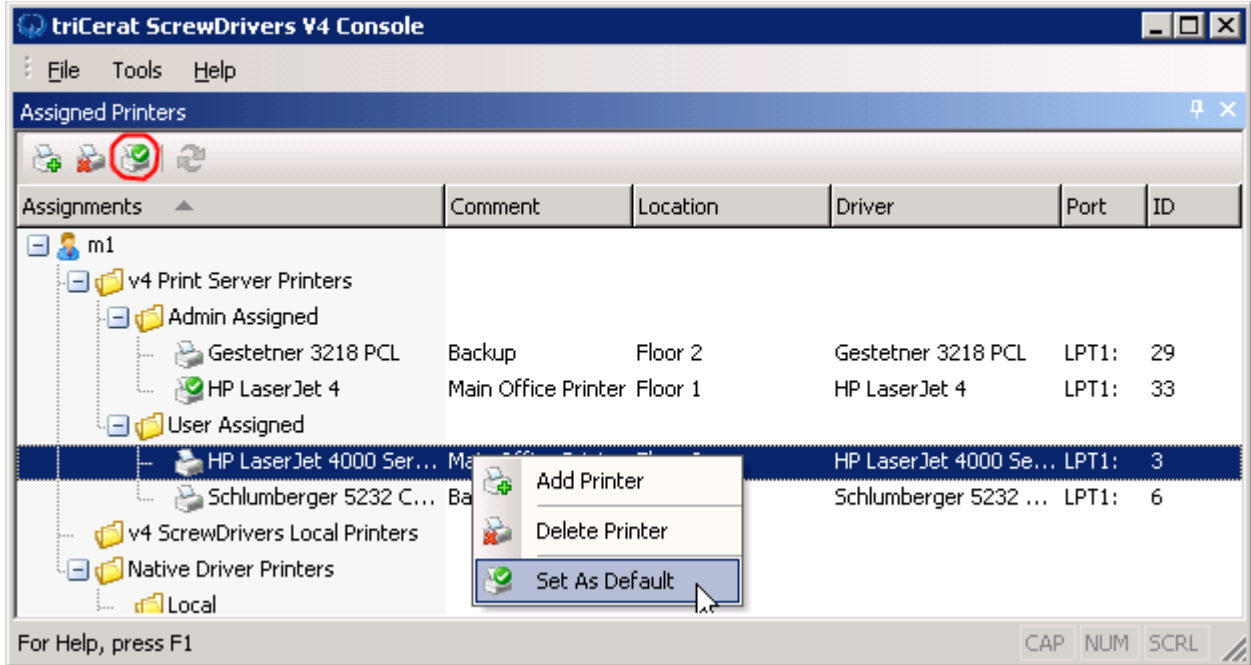 triCerat ScrewDrivers V4 Console
File Tools Help
Assigned Printers
Assignments Comment Location Driver Port ID
m1
v4 Print Server Printers
Admin Assigned
Gestetner 3218 PCL Backup Floor 2 Gestetner 3218 PCL LPT1: 29
HP LaserJet 4 Main Office Printer Floor 1 HP LaserJet 4 LPT1: 33
User Assigned
HP LaserJet 4000 Ser... HP LaserJet 4000 Se... LPT1: 3
Add Printer
Schlumberger 5232 C... Ba Schlumberger 5232 ... LPT1: 6
v4 ScrewDrivers Local Printers
Delete Printer
Native Driver Printers
Set As Default
Local
For Help, press F1 CAP NUM SCRL